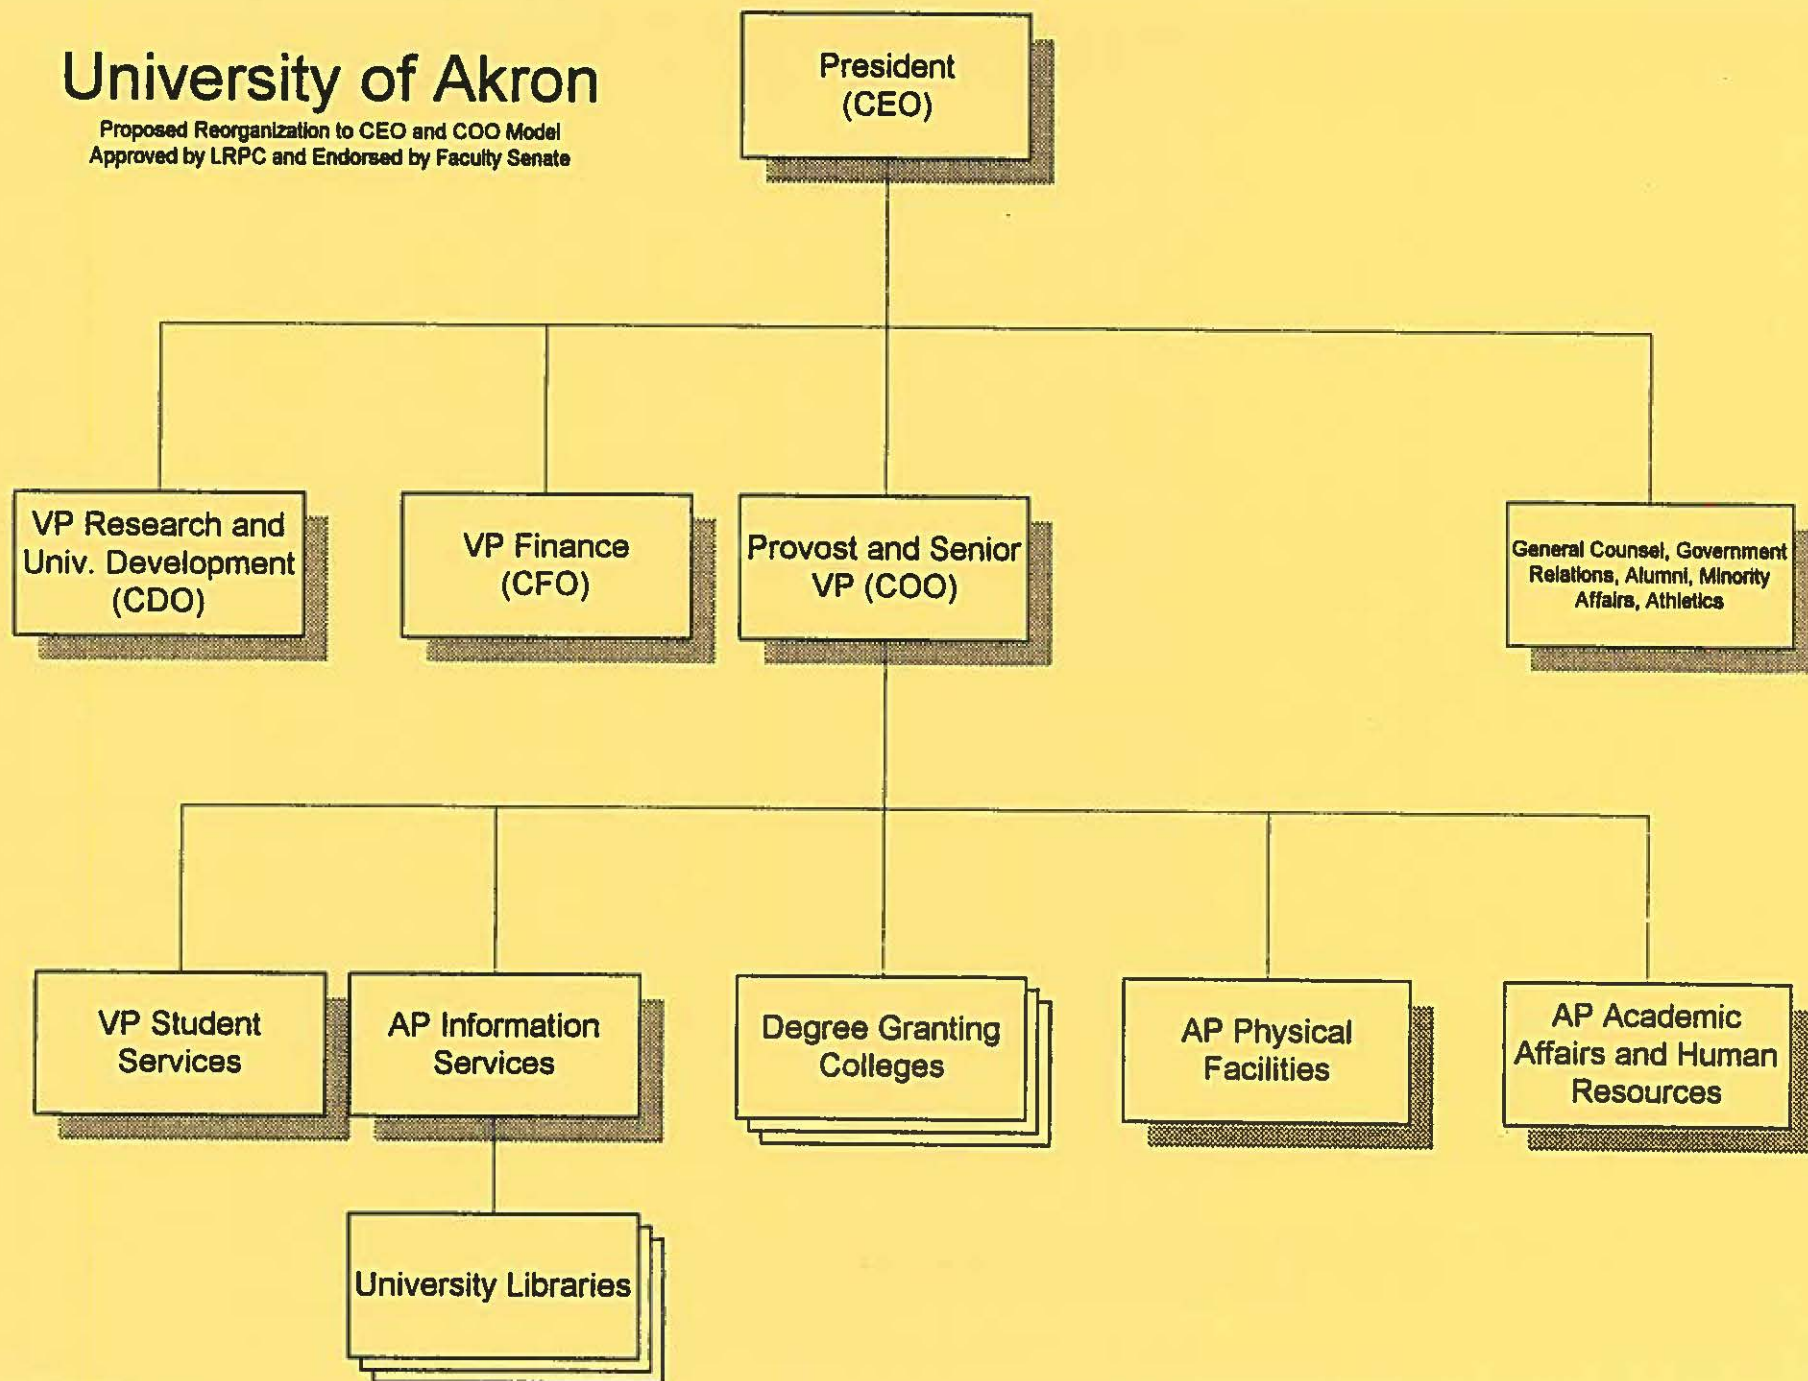 University of Akron
Proposed Reorganization to CEO and COO Model
Approved by LRPC and Endorsed by Faculty Senate
President
(CEO)
VP Research and
Univ. Development
(CDO)
VP Finance
(CFO)
Provost and Senior
VP (COO)
General Counsel, Government
Relations, Alumni, Minority
Affairs, Athletics
VP Student
Services
AP Information
Services
Degree Granting
Colleges
AP Physical
Facilities
AP Academic
Affairs and Human
Resources
University Libraries